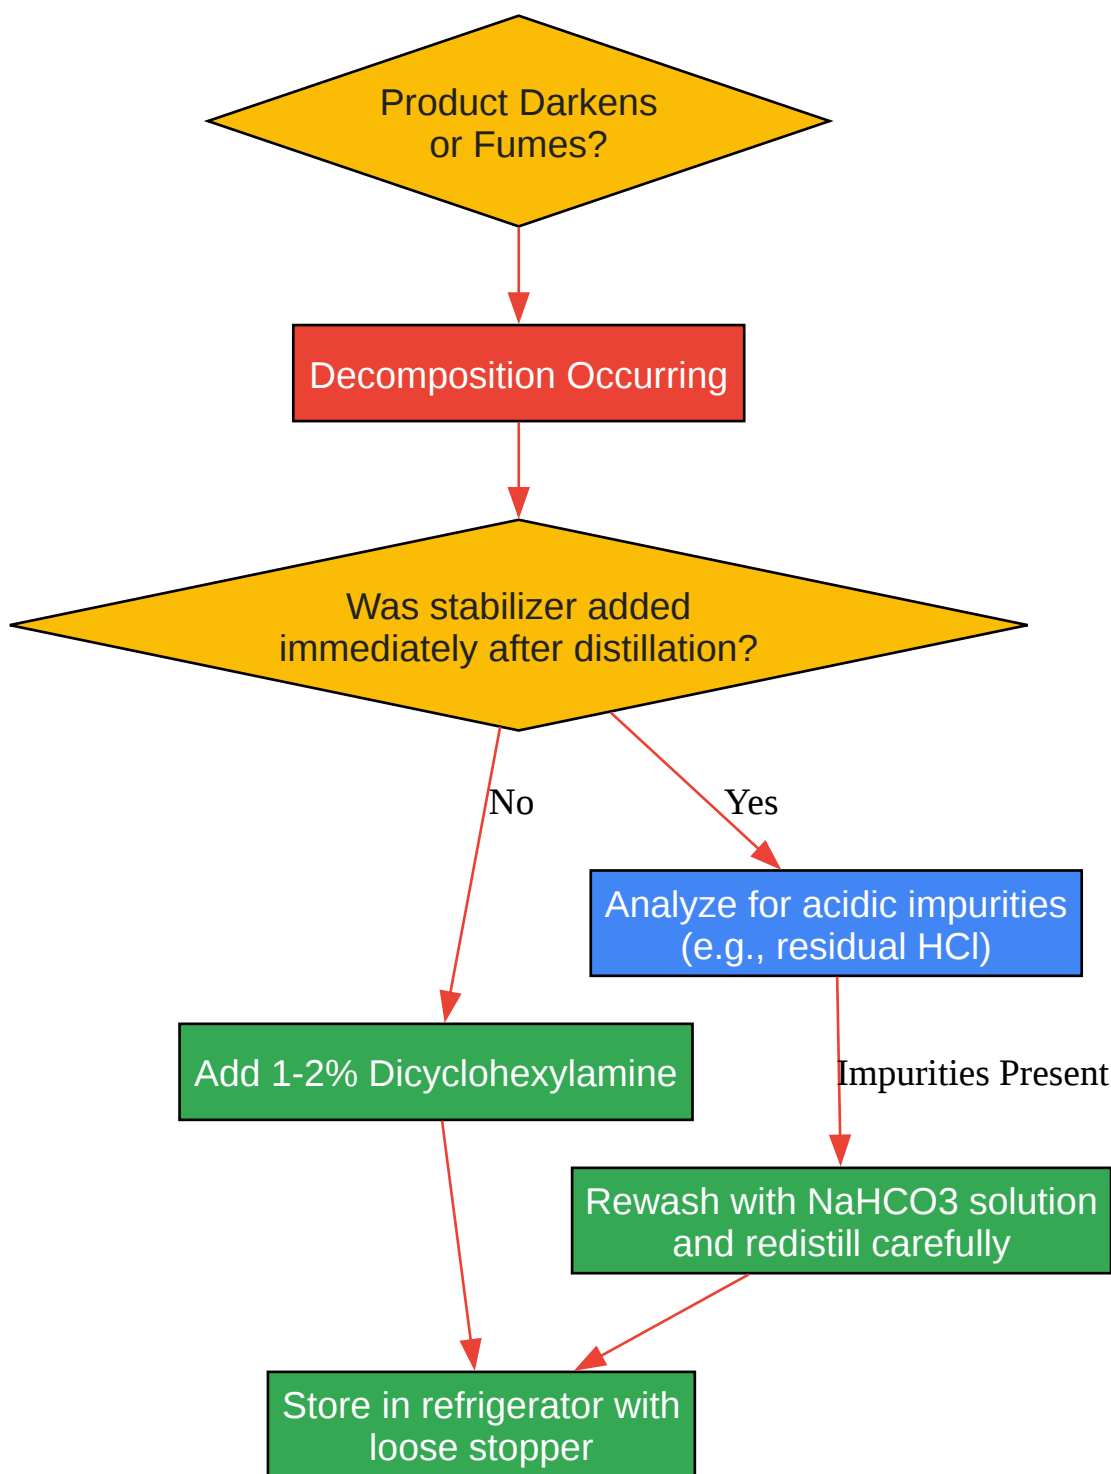 Product Darkens
or Fumes?
Decomposition Occurring
Was stabilizer added
immediately after distillation?
No
Yes
Analyze for acidic impurities
(e.g., residual HCl)
Add 1-2% Dicyclohexylamine
Impurities Present
Rewash with NaHCO3 solution
and redistill carefully
Store in refrigerator with
loose stopper